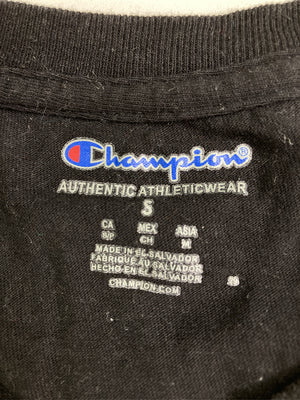 Champion®
AUTHENTIC ATHLETICWEAR
S
CA MEX ASIA
S/P CH M
MADE IN EL SALVADOR
FABRIQUÉ AU SALVADOR
HECHO EN EL SALVADOR
CHAMPION.COM